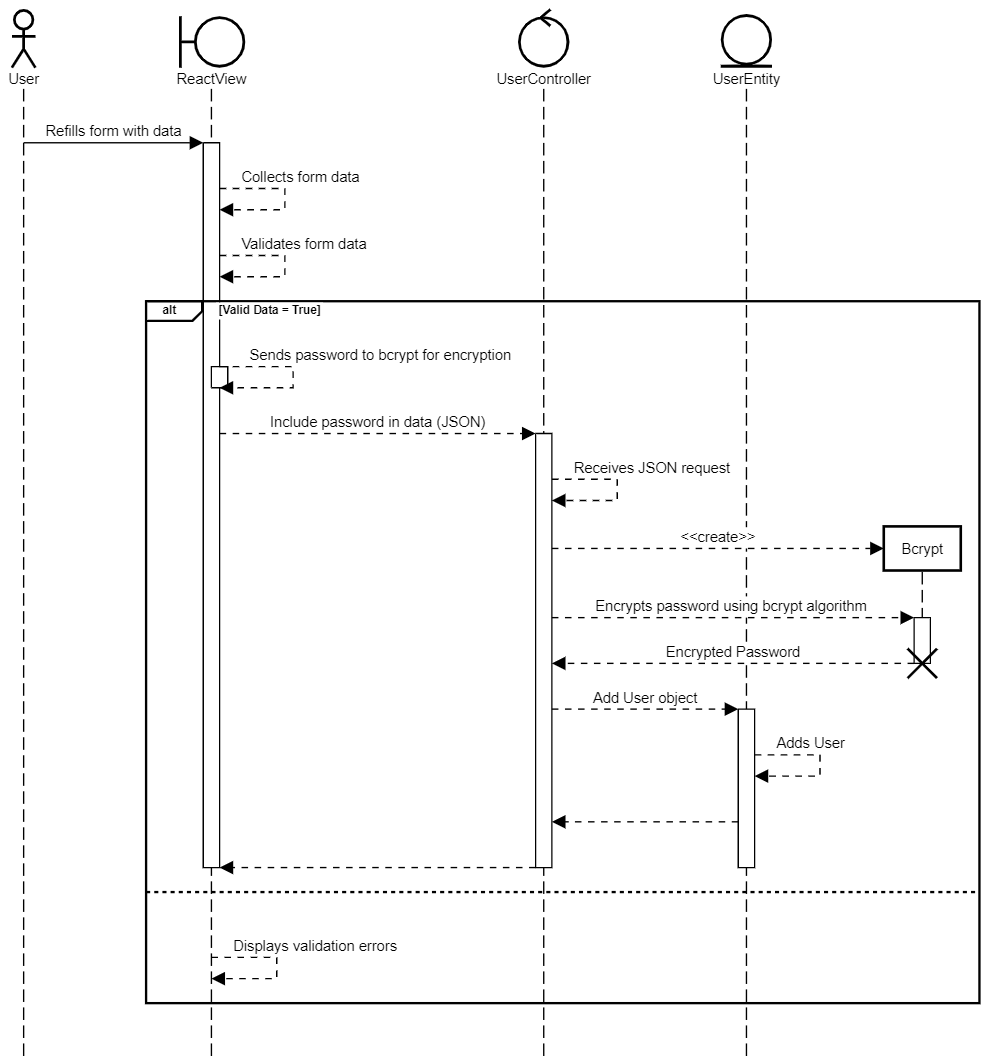 User
ReactView
UserController
UserEntity
Refills form with data
Collects form data
Validates form data
alt
[Valid Data = True]
Sends password to bcrypt for encryption
Include password in data (JSON)
Receives JSON request
<<create>>
Bcrypt
Encrypts password using bcrypt algorithm
Encrypted Password
Add User object
Adds User
Displays validation errors